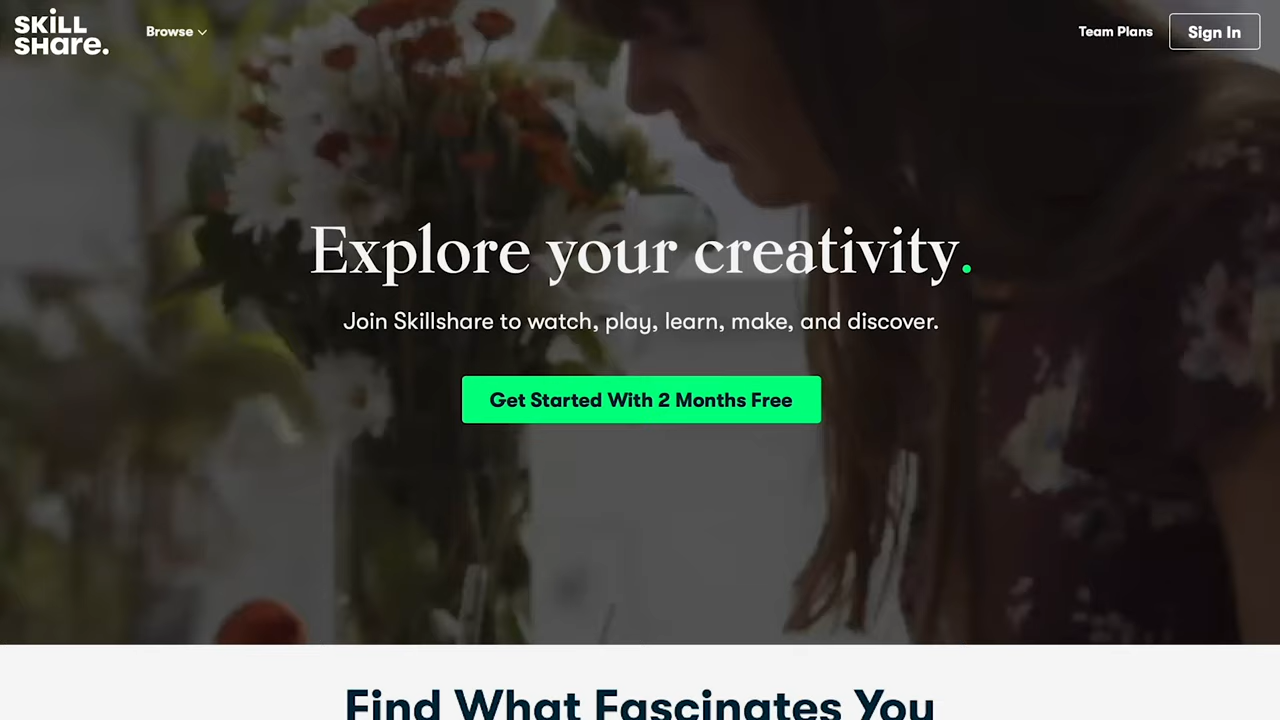 SKiLL
SHare.
Browse
Team Plans
Sign In
Explore your creativity.
Join Skillshare to watch, play, learn, make, and discover.
Get Started With 2 Months Free
Find What Fascinates You